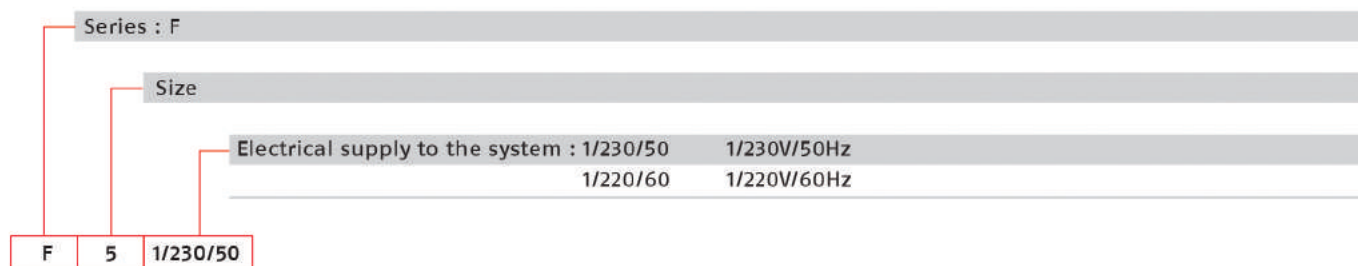 Series : F
Size
Electrical supply to the system : 1/230/50 1/230V/50Hz
1/220/60 1/220V/60Hz
F 5 1/230/50